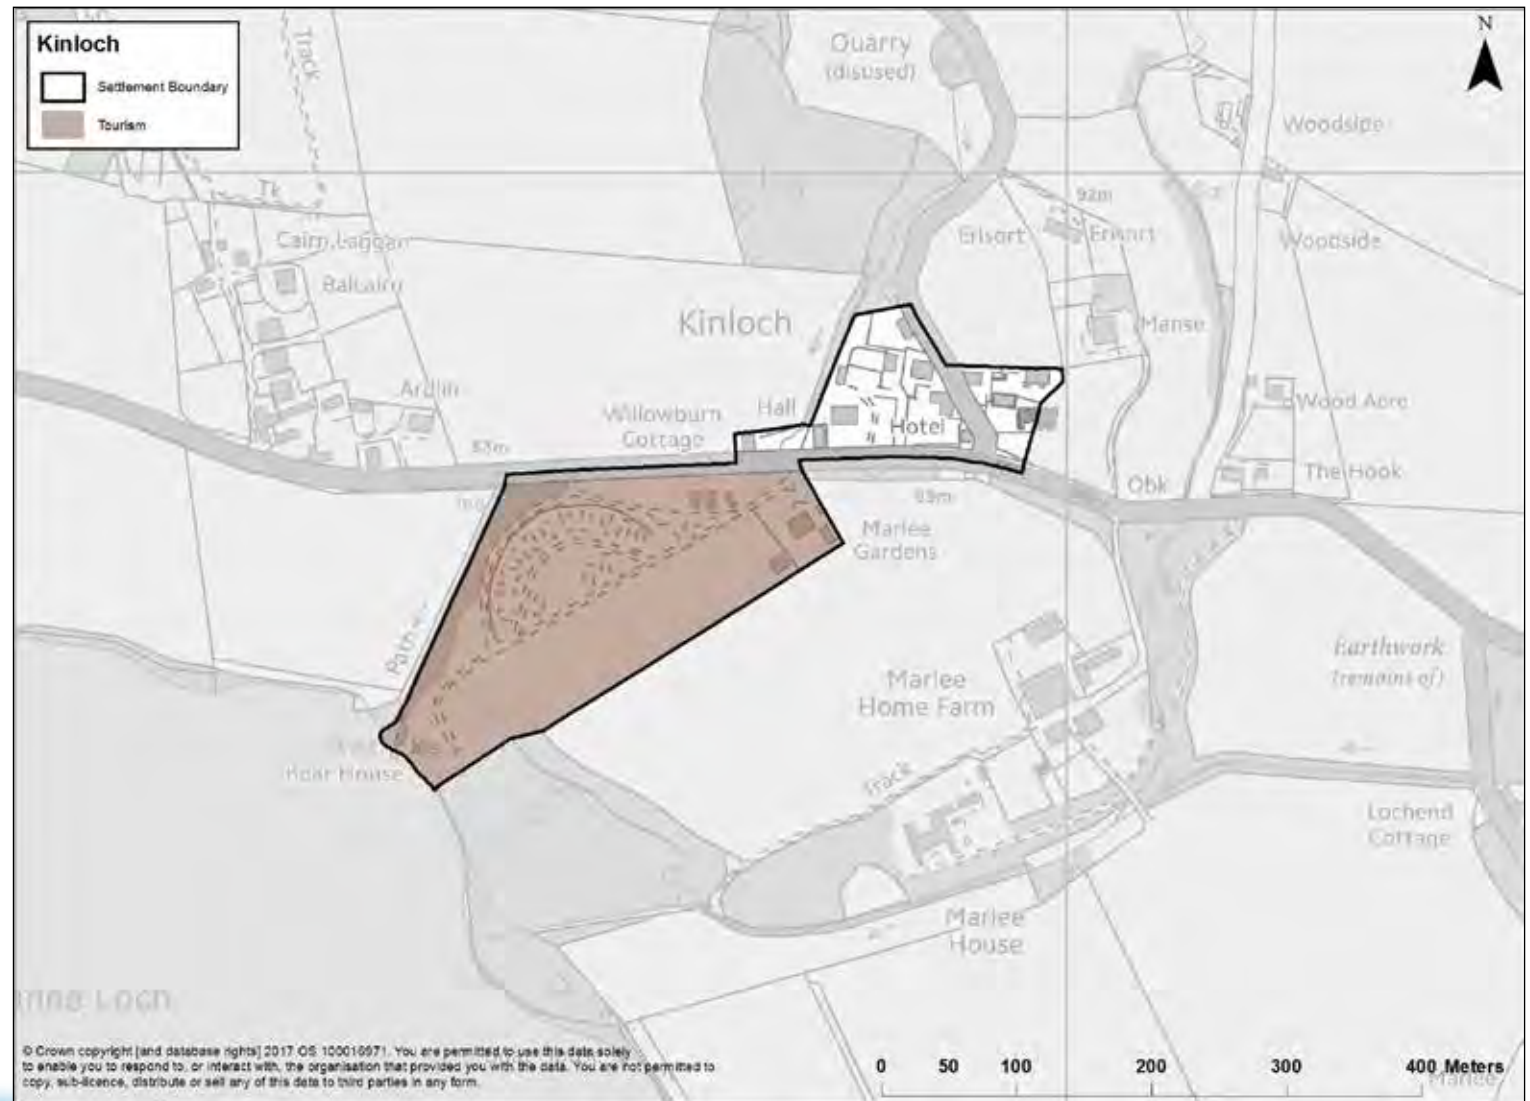 Kinloch
Settlement Boundary
Tourism
N
Track
Quarry
(disused)
Woodside
Tk
92m
Cairn Laggan
Erisort
Erisort
Woodside
Balcairn
Kinloch
Manse
Ardlin
Willowburn
Cottage
Hall
Hotel
Wood Acre
The Hook
Obk
Marlee
Gardens
Path
Earthwork
(remains of)
Marlee
Home Farm
Boat House
Track
Lochend
Cottage
Marlee
House
Loch
© Crown copyright [and database rights] 2017 OS 100016971. You are permitted to use this data solely
to enable you to respond to, or interact with, the organisation that provided you with the data. You are not permitted to
copy, sub-licence, distribute or sell any of this data to third parties in any form.
0 50 100 200 300 400 Meters
Marlee